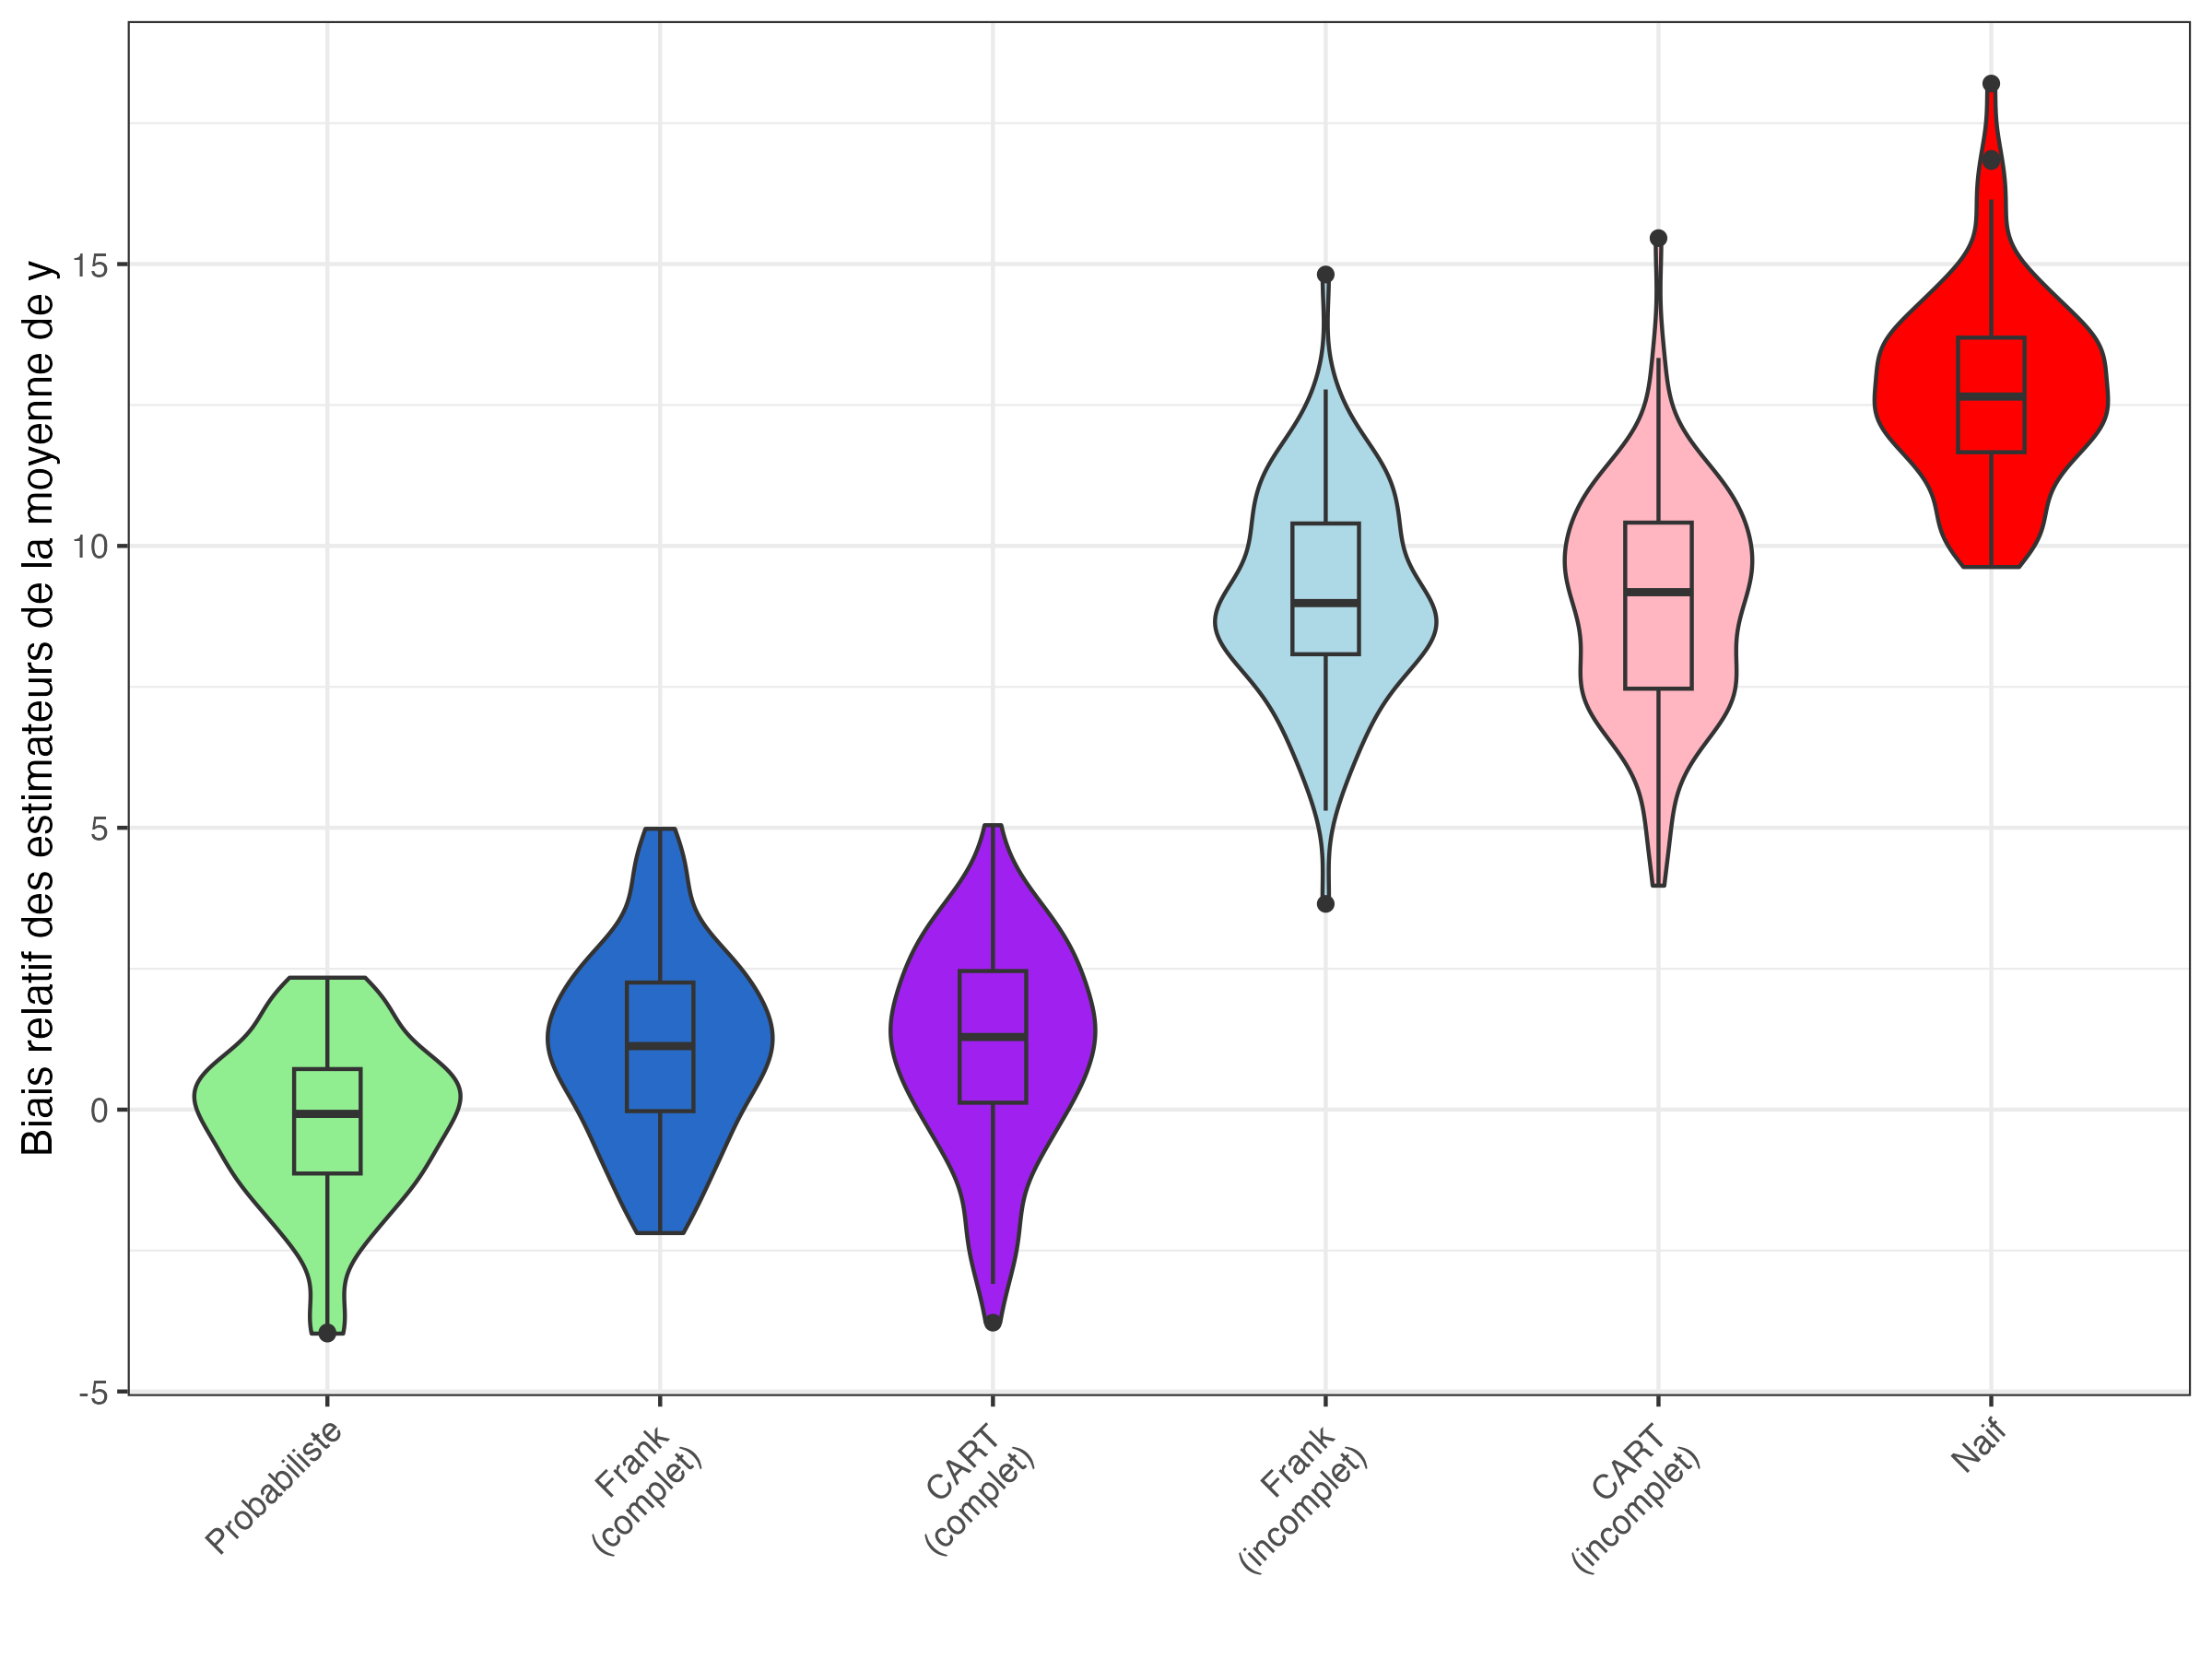 Biais relatif des estimateurs de la moyenne de y
15
10
5
0
-5
Probabiliste
Frank
(complet)
CART
(complet)
Frank
(incomplet)
CART
(incomplet)
Naif